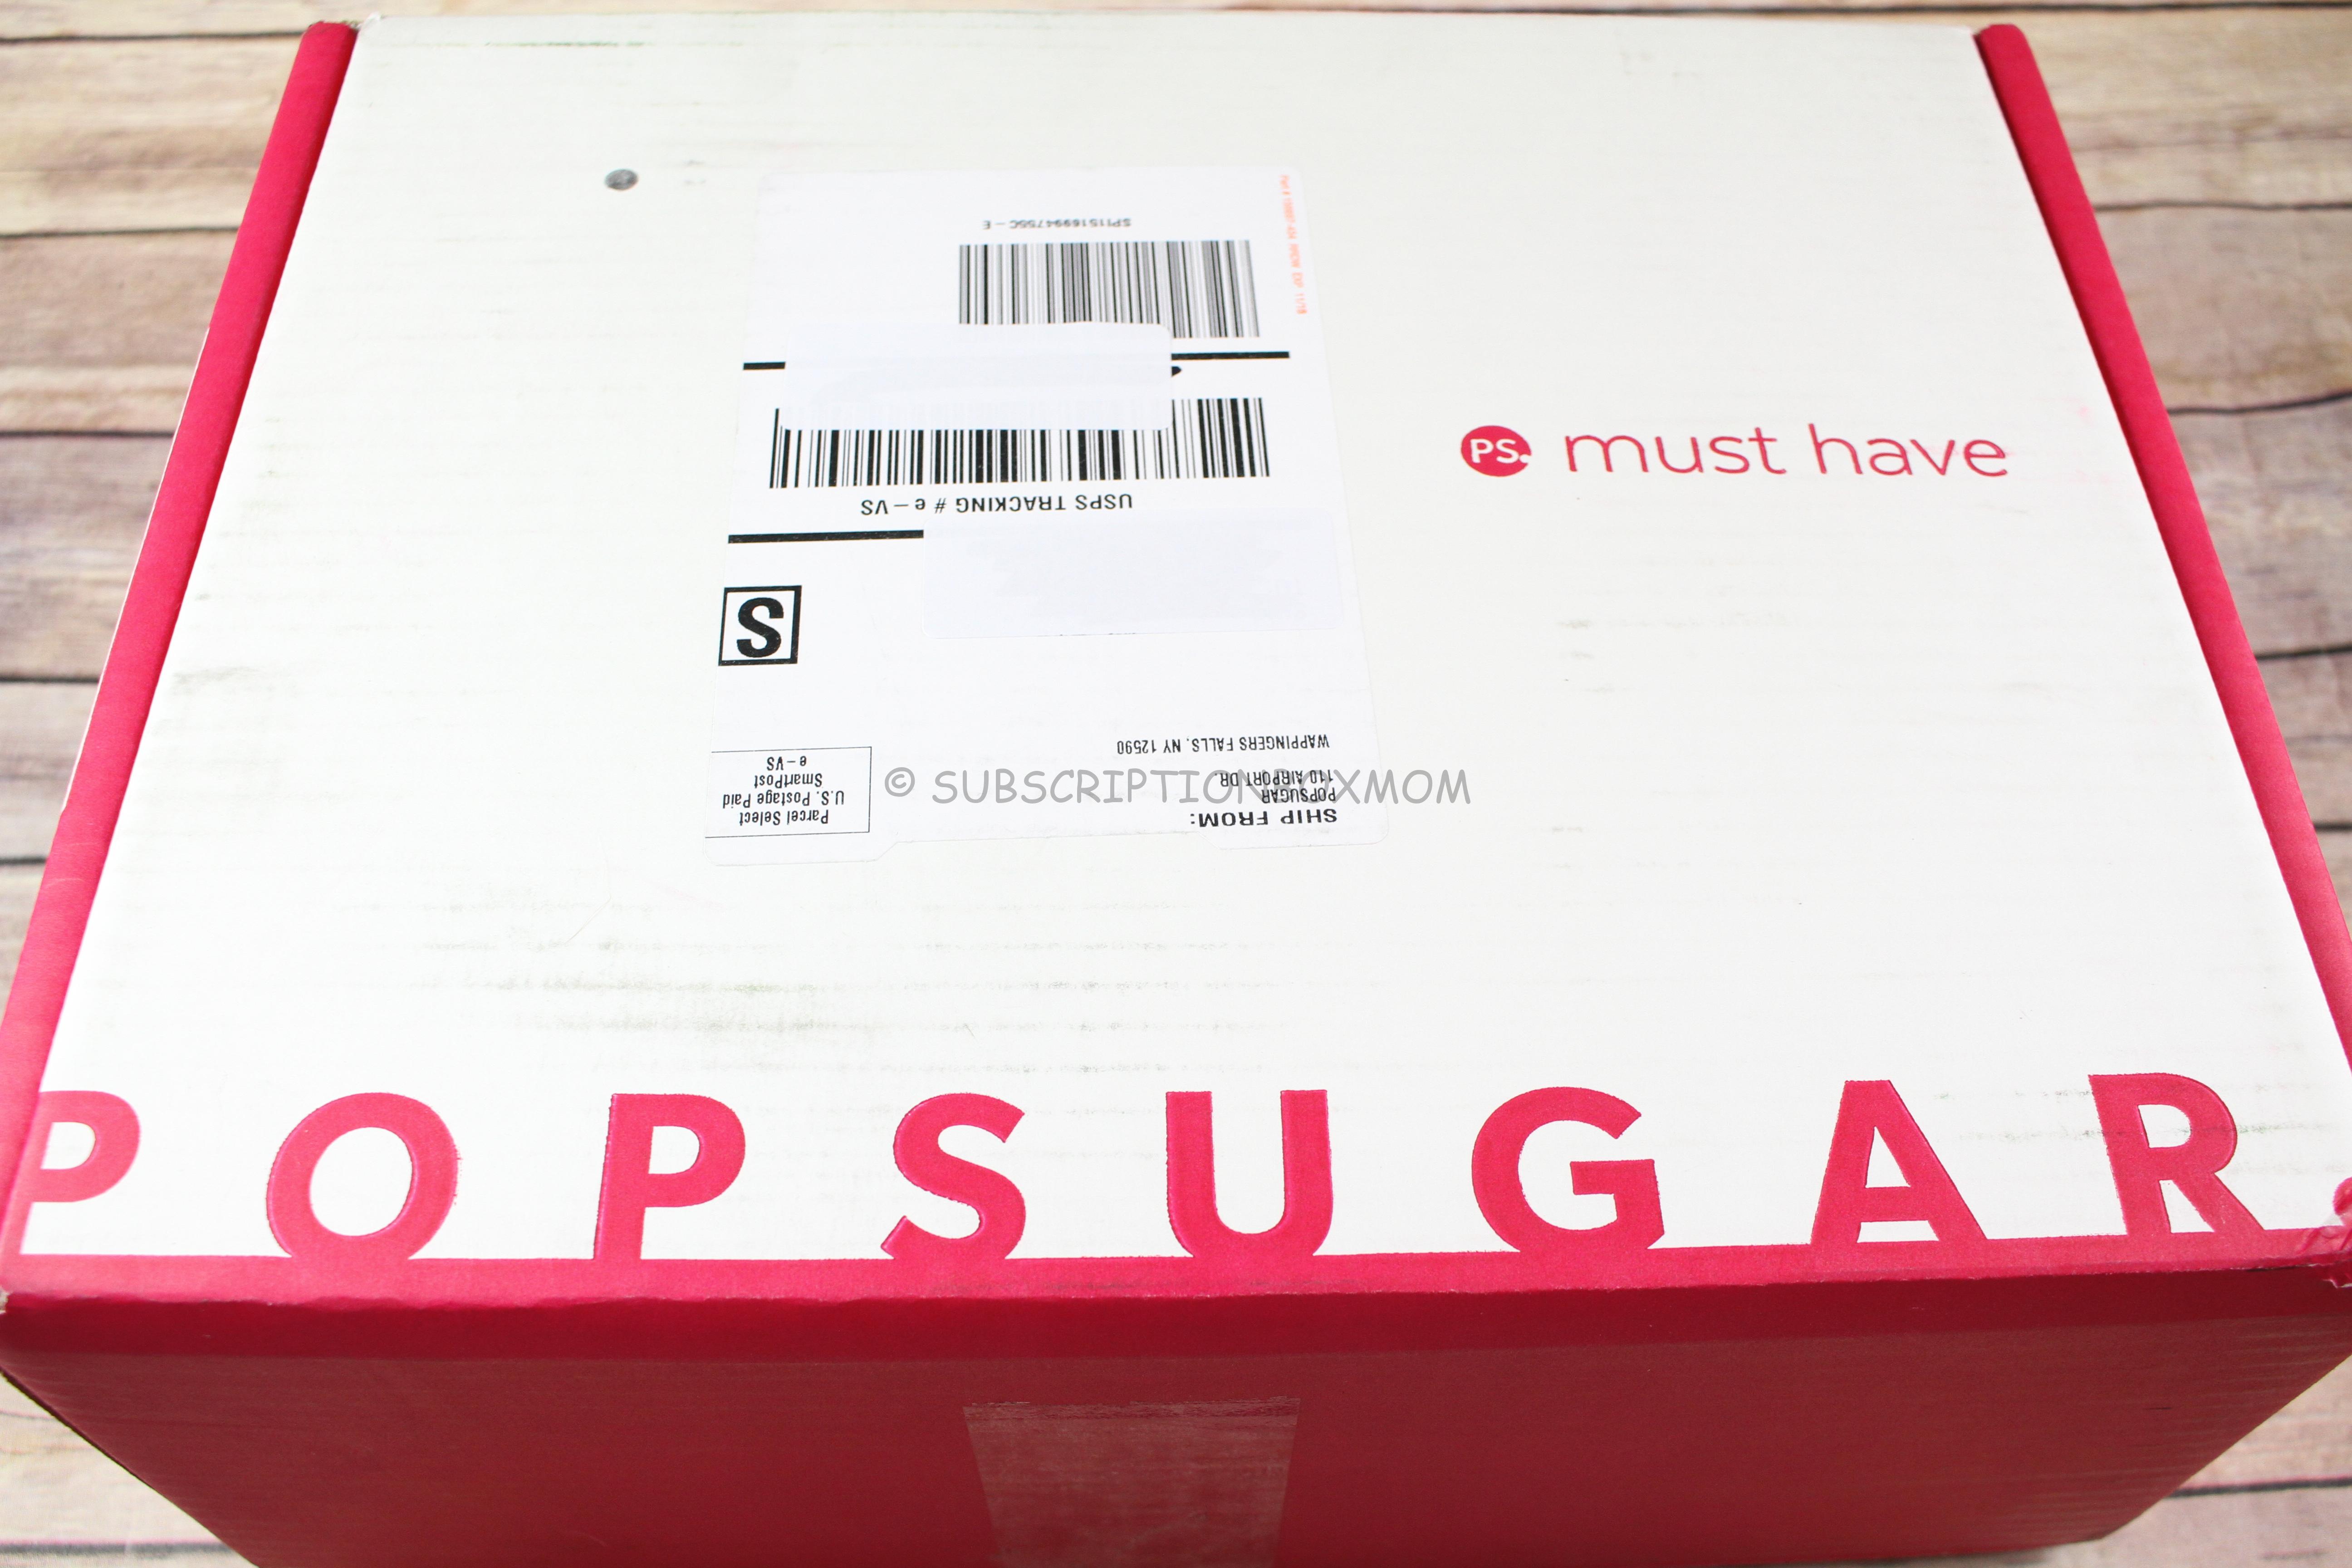 PS. must have
SHIP FROM:
POPSUGAR
110 AIRPORT DR.
WAPPINGERS FALLS, NY 12590
Parcel Select
U.S. Postage Paid
SmartPost
e-VS
S
USPS TRACKING # e-VS
© SUBSCRIPTIONBOXMOM
POPSUGAR